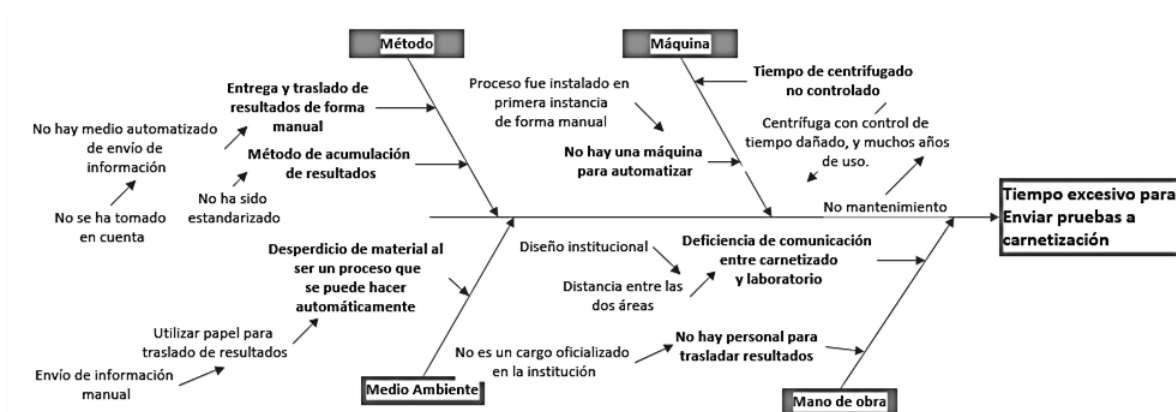 Método
Máquina
Entrega y traslado de
resultados de forma
manual
Proceso fue instalado en
primera instancia
de forma manual
Tiempo de centrifugado
no controlado
No hay medio automatizado
de envío de
información
Método de acumulación
de resultados
No hay una máquina
para automatizar
Centrífuga con control de
tiempo dañado, y muchos años
de uso.
No se ha tomado
en cuenta
No ha sido
estandarizado
No mantenimiento
Tiempo excesivo para
Enviar pruebas a
carnetización
Desperdicio de material al
ser un proceso que
se puede hacer
automáticamente
Diseño institucional
Deficiencia de comunicación
entre carnetizado
y laboratorio
Distancia entre las
dos áreas
Utilizar papel para
traslado de resultados
No hay personal para
trasladar resultados
No es un cargo oficializado
en la institución
Envío de información
manual
Medio Ambiente
Mano de obra